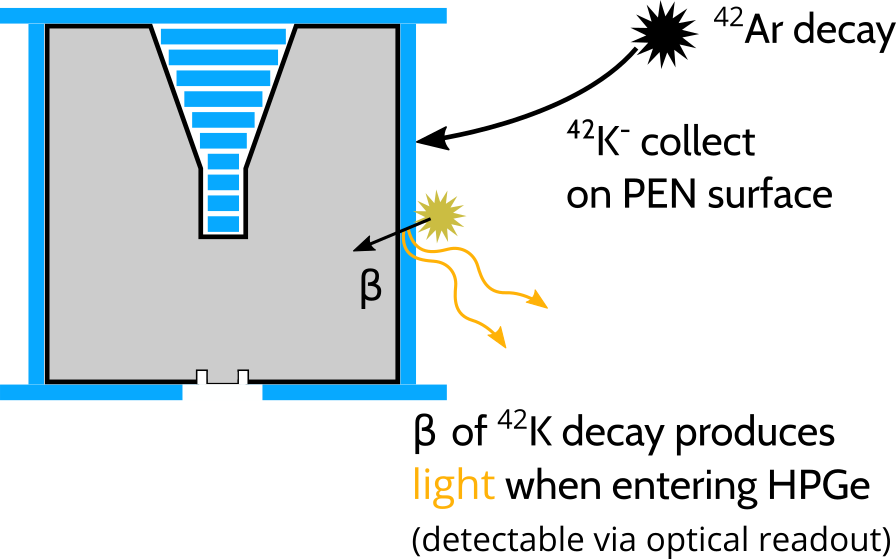 ⁴²Ar decay
⁴²K⁻ collect
on PEN surface
β
β of ⁴²K decay produces
light when entering HPGe
(detectable via optical readout)